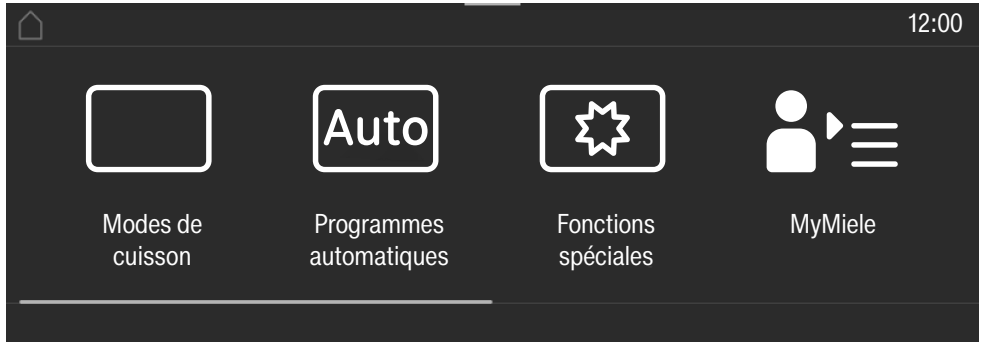 12:00
Auto
Modes de
cuisson
Programmes
automatiques
Fonctions
spéciales
MyMiele